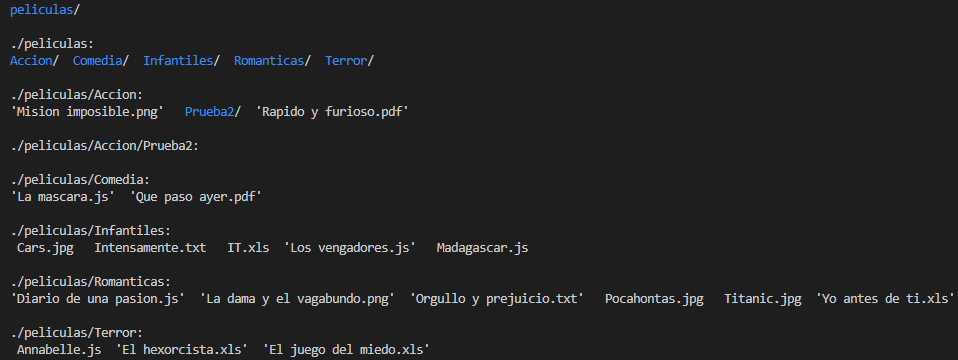 peliculas/
./peliculas:
Accion/  Comedia/  Infantiles/  Romanticas/  Terror/
./peliculas/Accion:
'Mision imposible.png'   Prueba2/  'Rapido y furioso.pdf'
./peliculas/Accion/Prueba2:
./peliculas/Comedia:
'La mascara.js'  'Que paso ayer.pdf'
./peliculas/Infantiles:
 Cars.jpg   Intensamente.txt   IT.xls  'Los vengadores.js'   Madagascar.js
./peliculas/Romanticas:
'Diario de una pasion.js'  'La dama y el vagabundo.png'  'Orgullo y prejuicio.txt'   Pocahontas.jpg   Titanic.jpg  'Yo antes de ti.xls'
./peliculas/Terror:
 Annabelle.js  'El hexorcista.xls'  'El juego del miedo.xls'